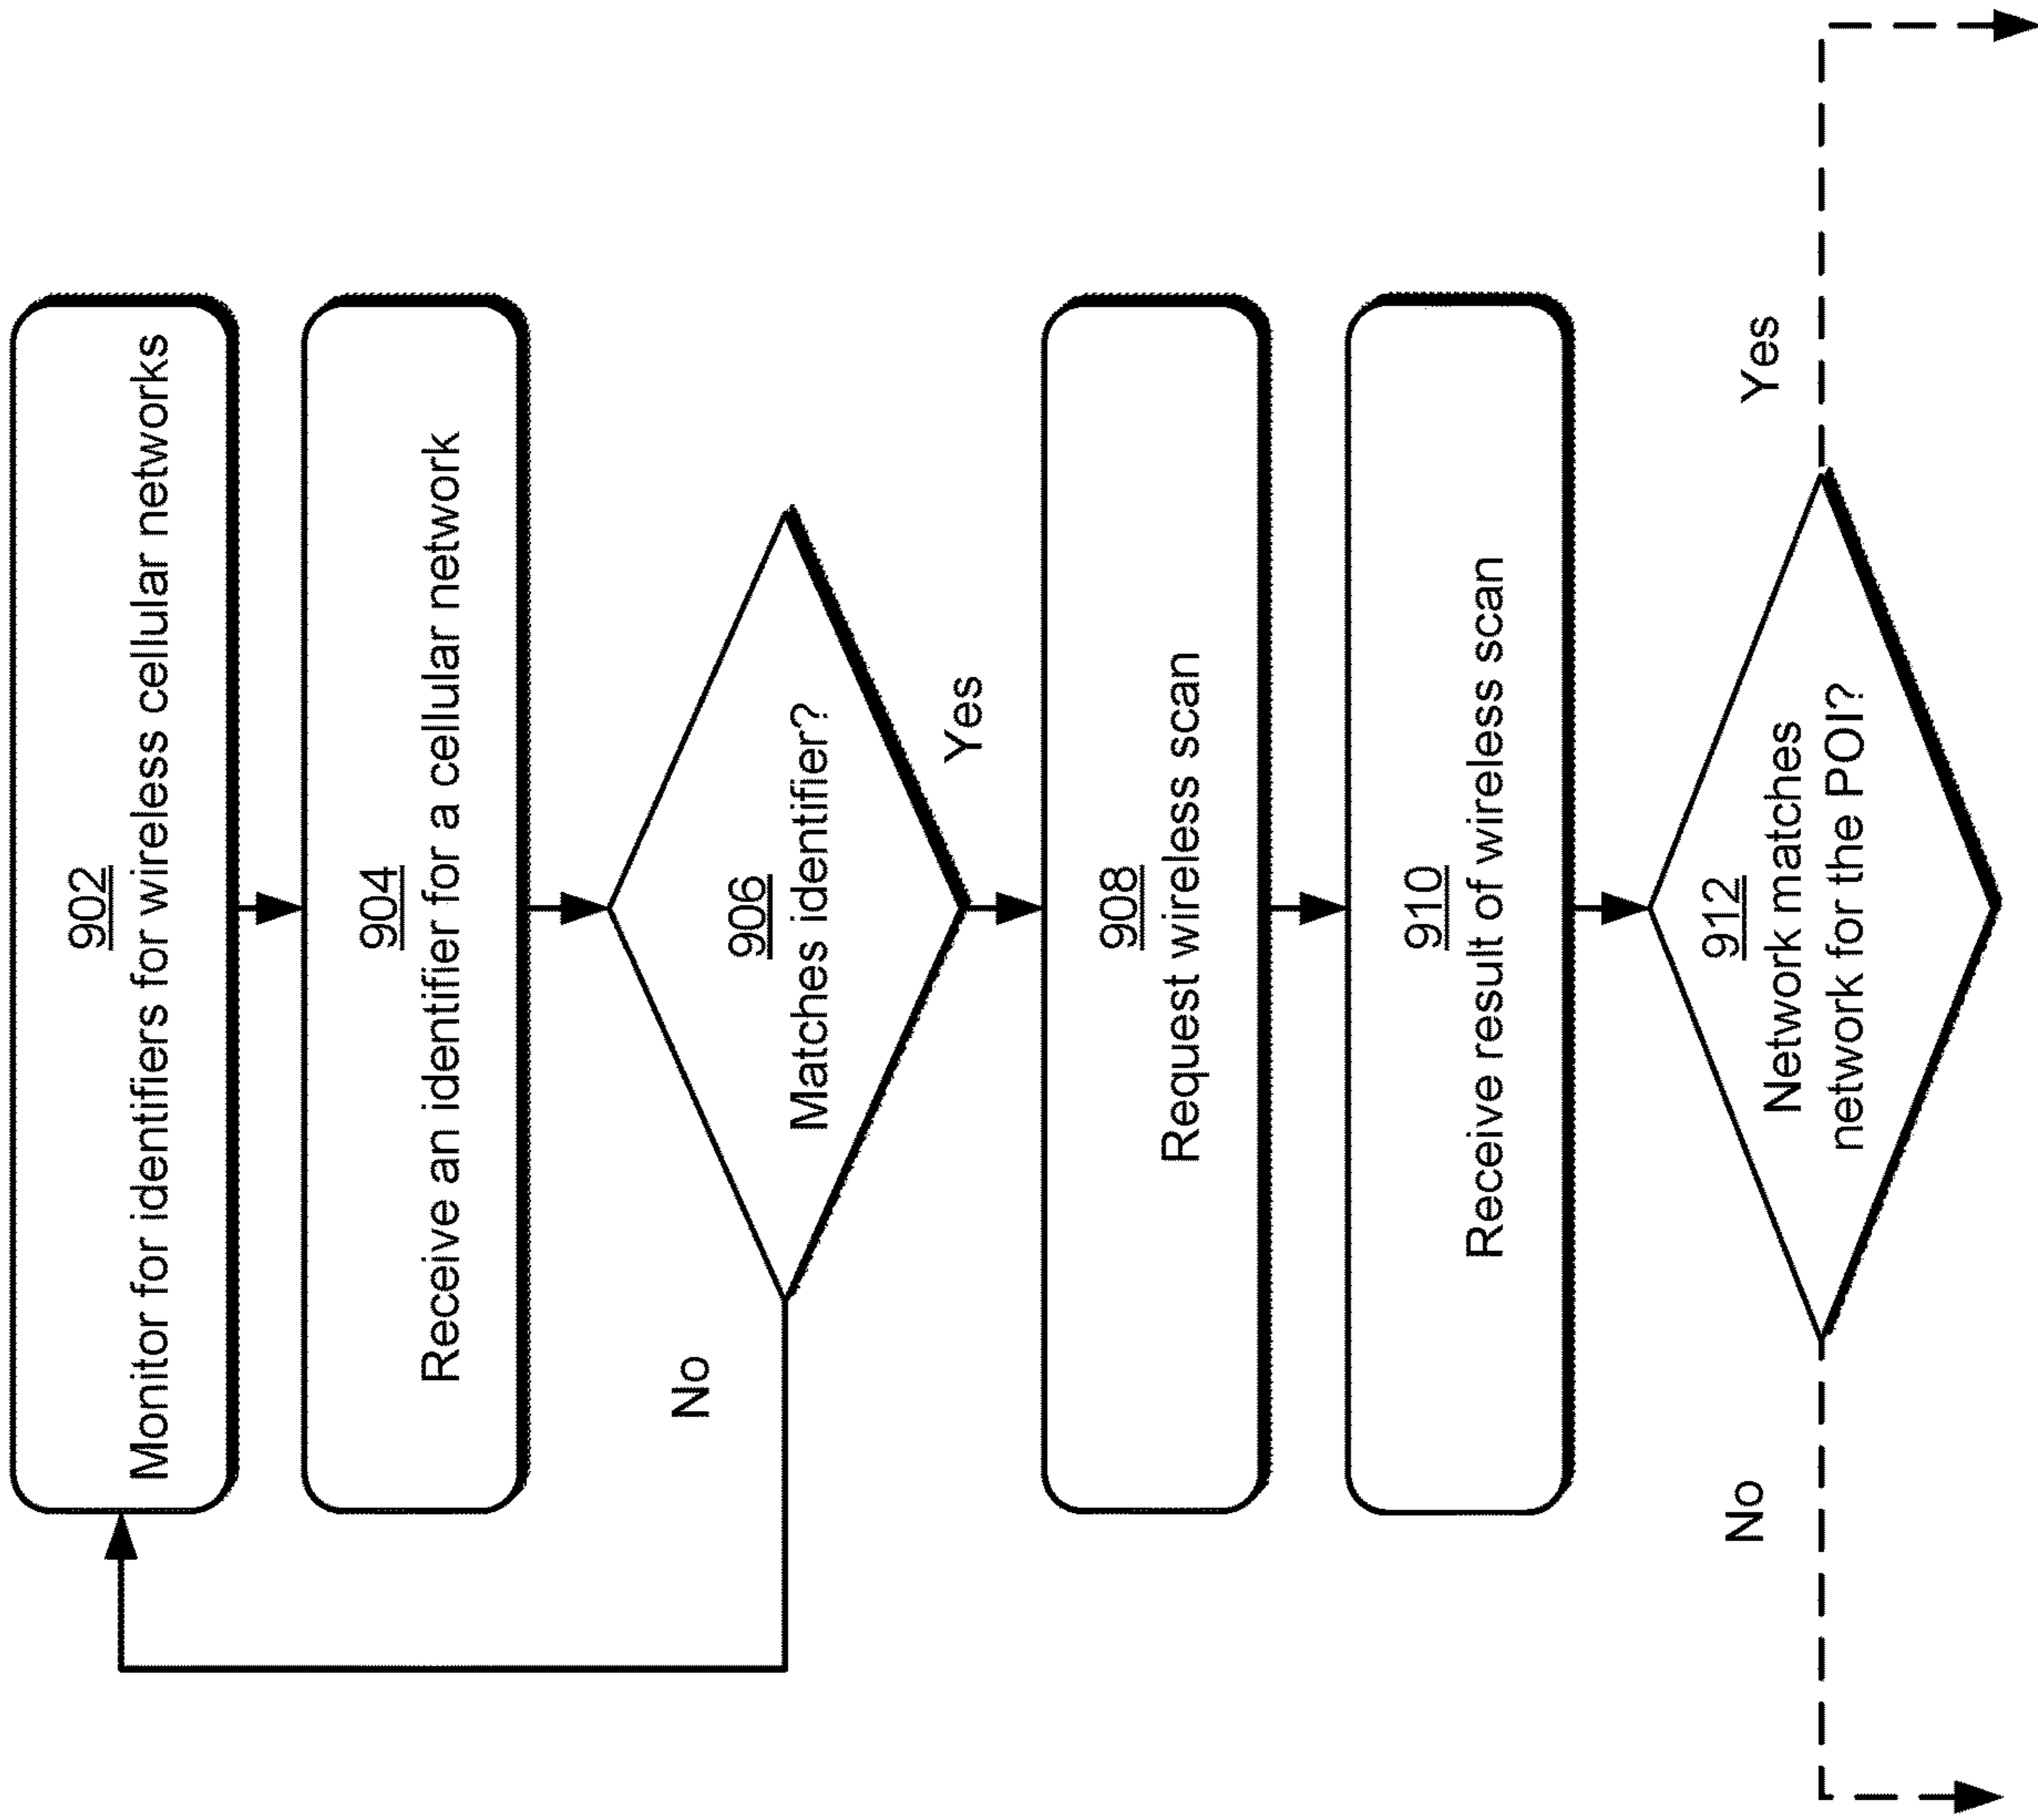 902
Monitor for identifiers for wireless cellular networks
904
Receive an identifier for a cellular network
906
Matches identifier?
No
Yes
908
Request wireless scan
910
Receive result of wireless scan
912
Network matches
network for the POI?
No
Yes